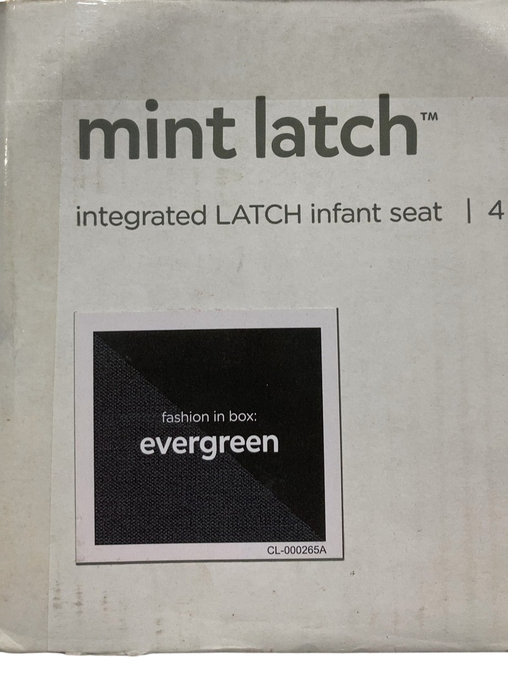 mint latch™
integrated LATCH infant seat | 4
fashion in box:
evergreen
CL-000265A